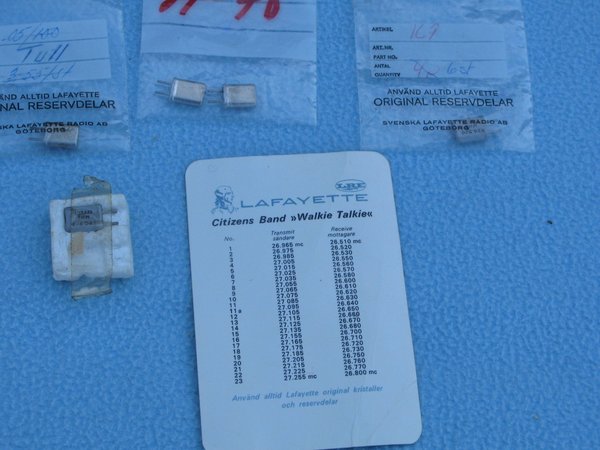 .05/100
Tull
ANVÄND ALLTID LAFAYETTE
ORIGINAL RESERVDELAR
SVENSKA LAFAYETTE RADIO AB
GÖTEBORG
ARTIKEL
ART.NR.
PART NO.
ANTAL
QUANTITY
ANVÄND ALLTID LAFAYETTE
ORIGINAL RESERVDELAR
SVENSKA LAFAYETTE RADIO AB
GÖTEBORG
LRE
LAFAYETTE
Citizens Band »Walkie Talkie«
No. Transmit sändare Receive mottagare
1 26.965 mc 26.510 mc
2 26.975 26.520
3 26.985 26.530
4 27.005 26.550
5 27.015 26.560
6 27.025 26.570
7 27.035 26.580
8 27.055 26.600
9 27.065 26.610
10 27.075 26.620
11 27.085 26.630
11a 27.095 26.640
12 27.105 26.650
13 27.115 26.660
14 27.125 26.670
15 27.135 26.680
16 27.155 26.700
17 27.165 26.710
18 27.175 26.720
19 27.185 26.730
20 27.205 26.750
21 27.215 26.760
22 27.225 26.770
23 27.255 mc 26.800 mc
Använd alltid Lafayette original kristaller
och reservdelar